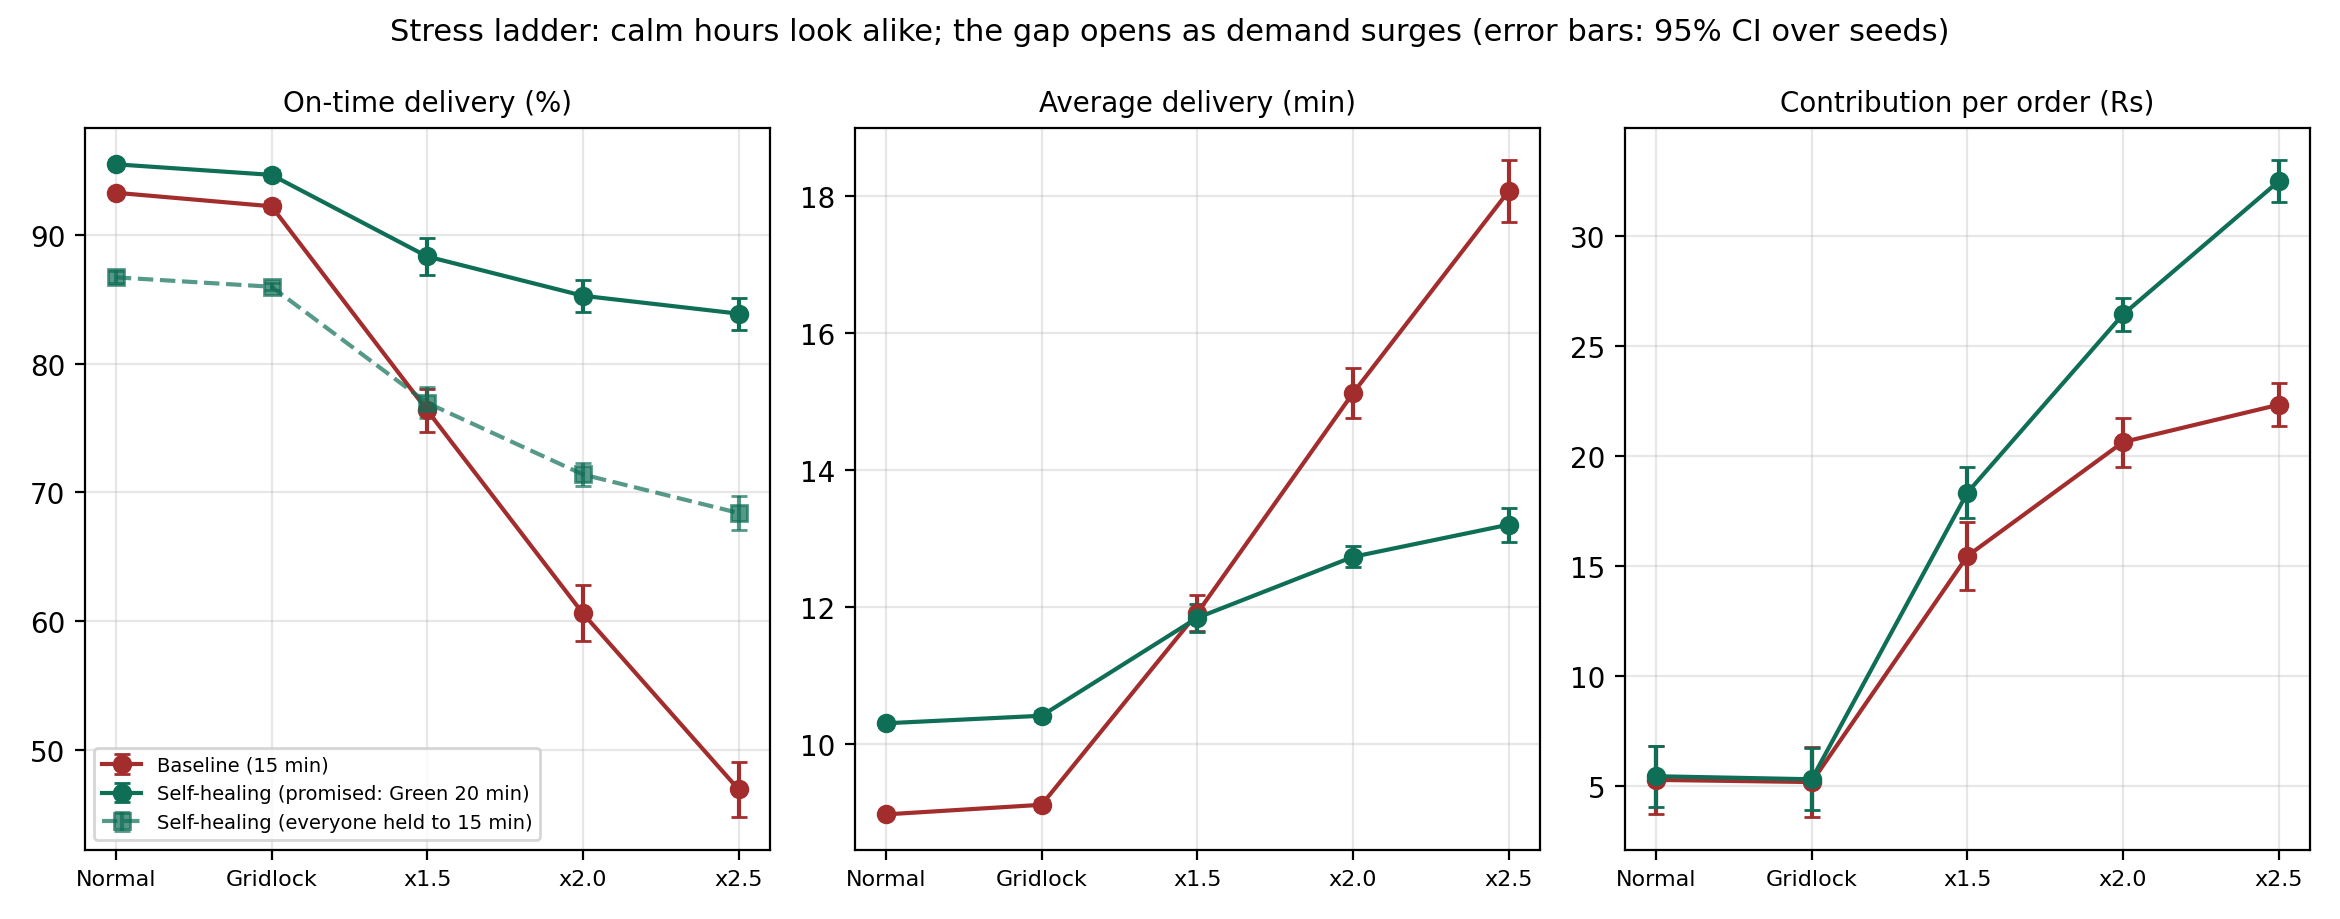 Stress ladder: calm hours look alike; the gap opens as demand surges (error bars: 95% CI over seeds)
On-time delivery (%)
90
80
70
60
50
Baseline (15 min)
Self-healing (promised: Green 20 min)
Self-healing (everyone held to 15 min)
Normal
Gridlock
x1.5
x2.0
x2.5
Average delivery (min)
18
16
14
12
10
Normal
Gridlock
x1.5
x2.0
x2.5
Contribution per order (Rs)
30
25
20
15
10
5
Normal
Gridlock
x1.5
x2.0
x2.5